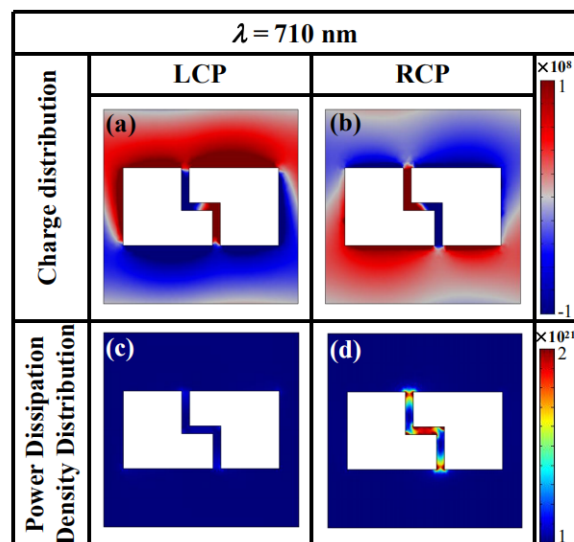 λ = 710 nm
LCP
RCP
×10⁸
Charge distribution
(a)
(b)
1
-1
Power Dissipation
Density Distribution
(c)
(d)
×10²¹
2
1